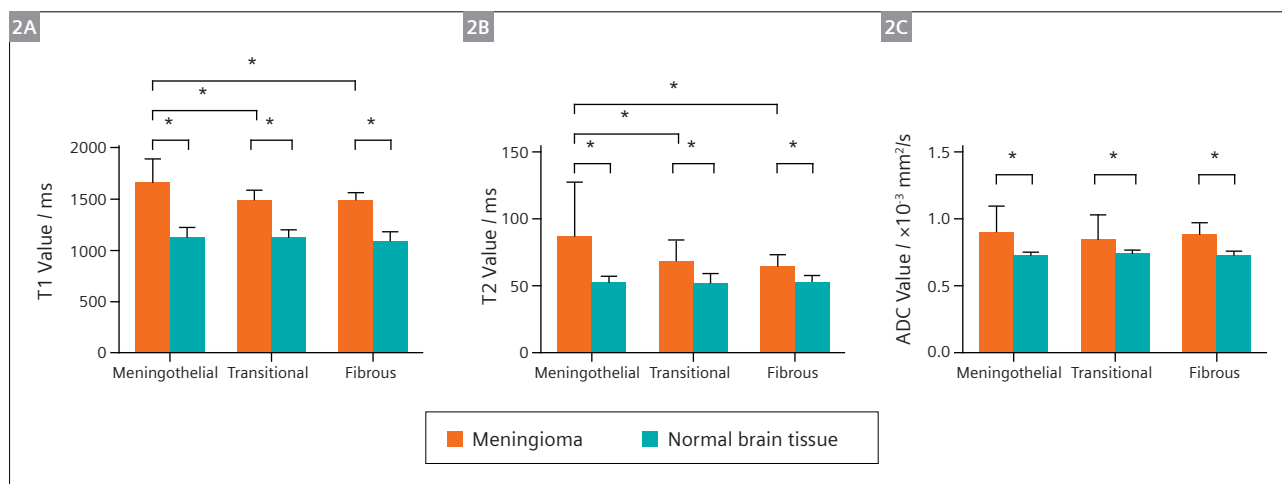 2A
*
*
* * *
2000
1500
1000
500
0
T1 Value / ms
Meningothelial Transitional Fibrous
2B
*
*
* * *
150
100
50
0
T2 Value / ms
Meningothelial Transitional Fibrous
2C
* * *
1.5
1.0
0.5
0.0
ADC Value / ×10⁻³ mm²/s
Meningothelial Transitional Fibrous
Meningioma Normal brain tissue